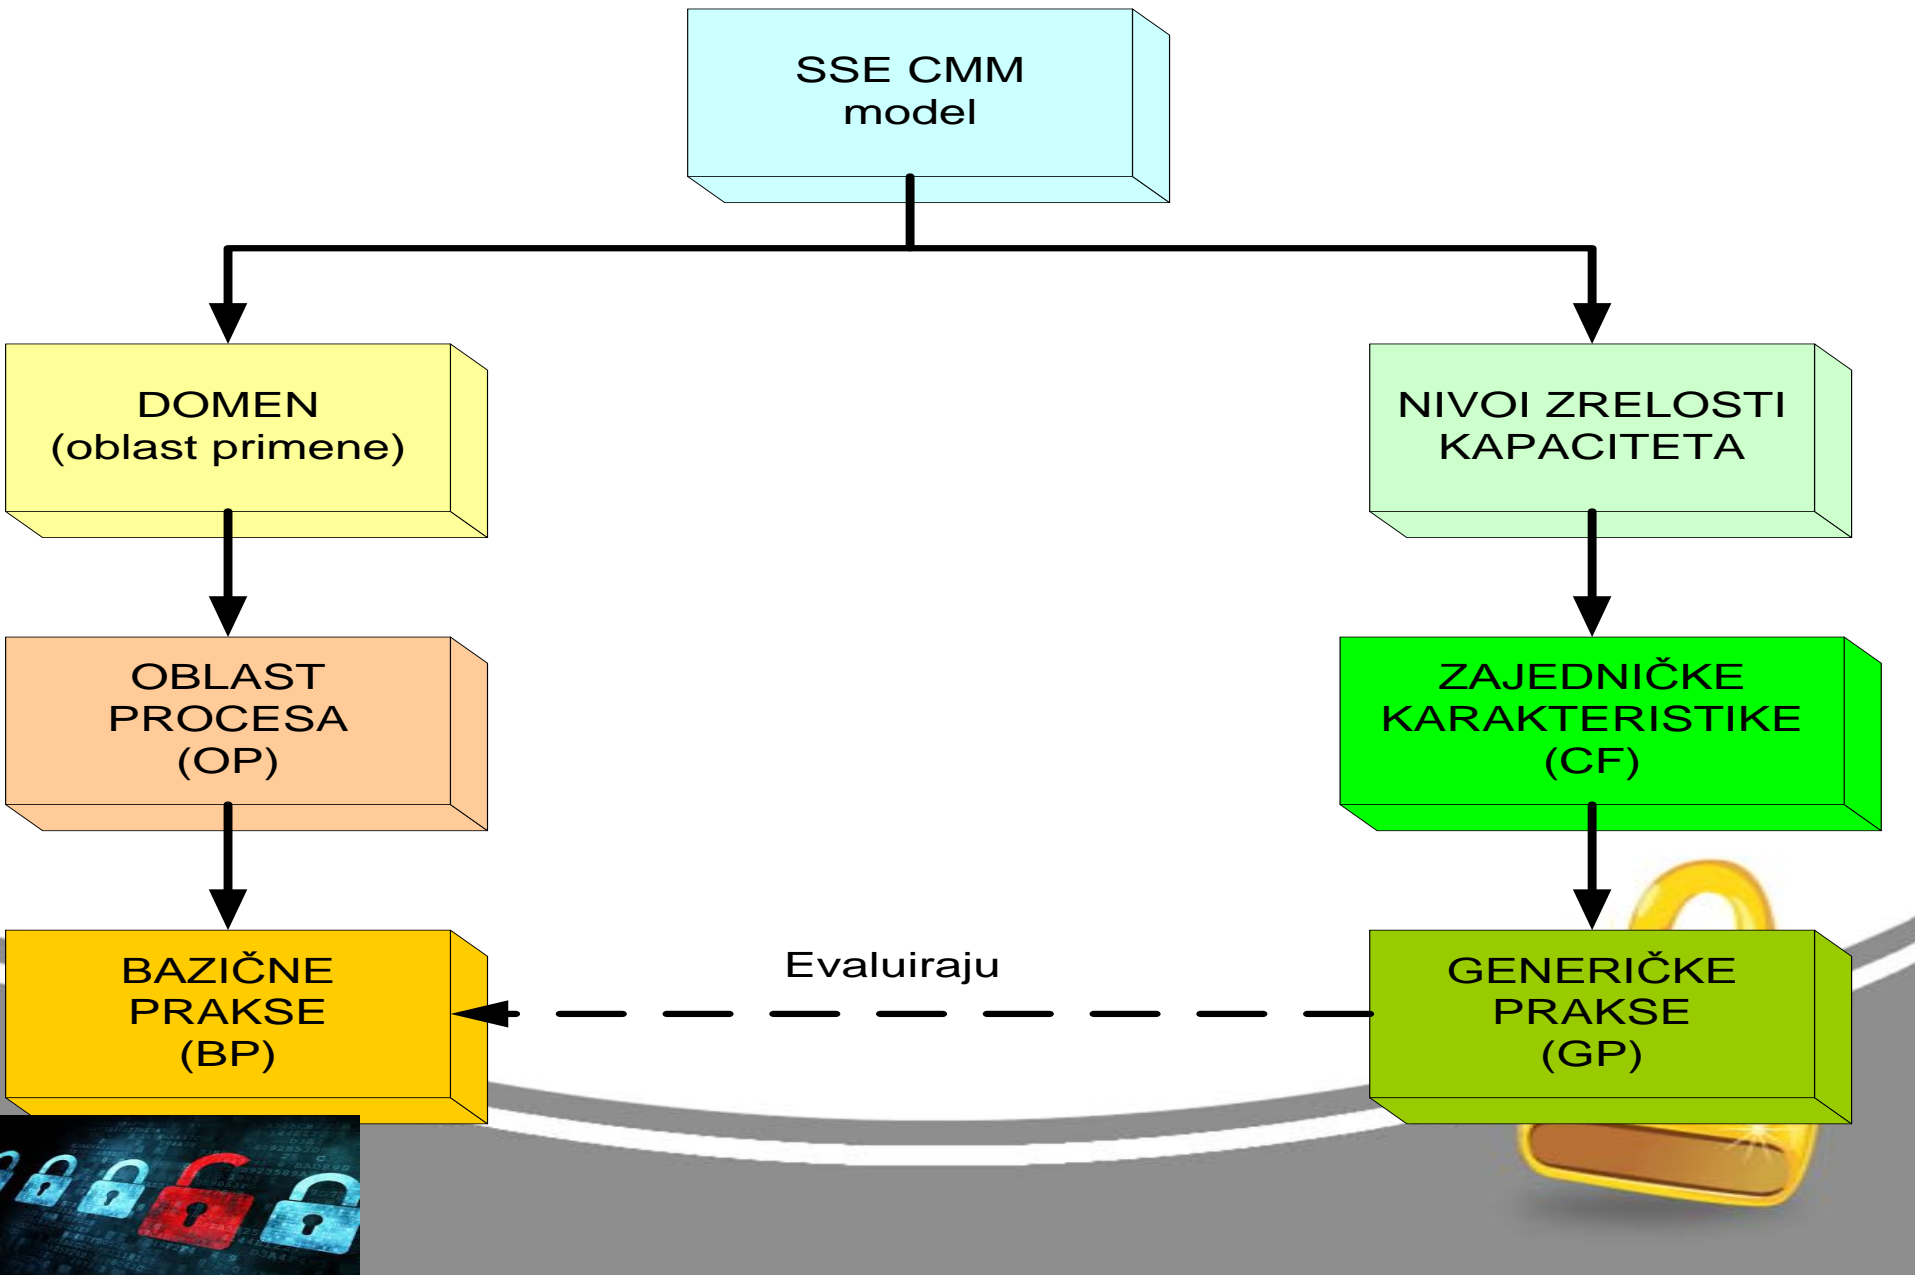 SSE CMM
model
DOMEN
(oblast primene)
NIVOI ZRELOSTI
KAPACITETA
OBLAST
PROCESA
(OP)
ZAJEDNIČKE
KARAKTERISTIKE
(CF)
BAZIČNE
PRAKSE
(BP)
Evaluiraju
GENERIČKE
PRAKSE
(GP)